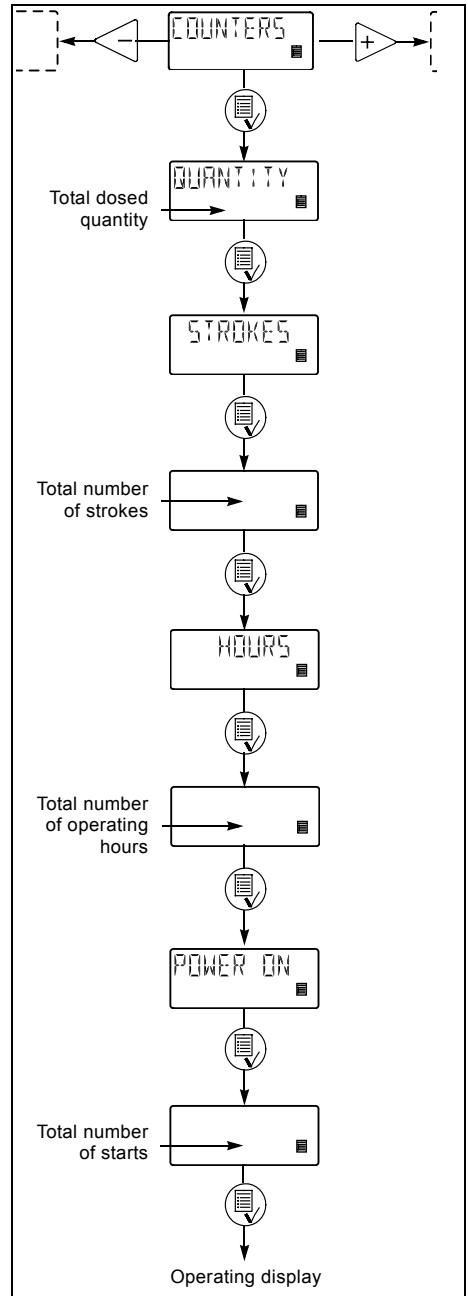 COUNTERS
− +
QUANTITY
Total dosed
quantity
STROKES
Total number
of strokes
HOURS
Total number
of operating
hours
POWER ON
Total number
of starts
Operating display